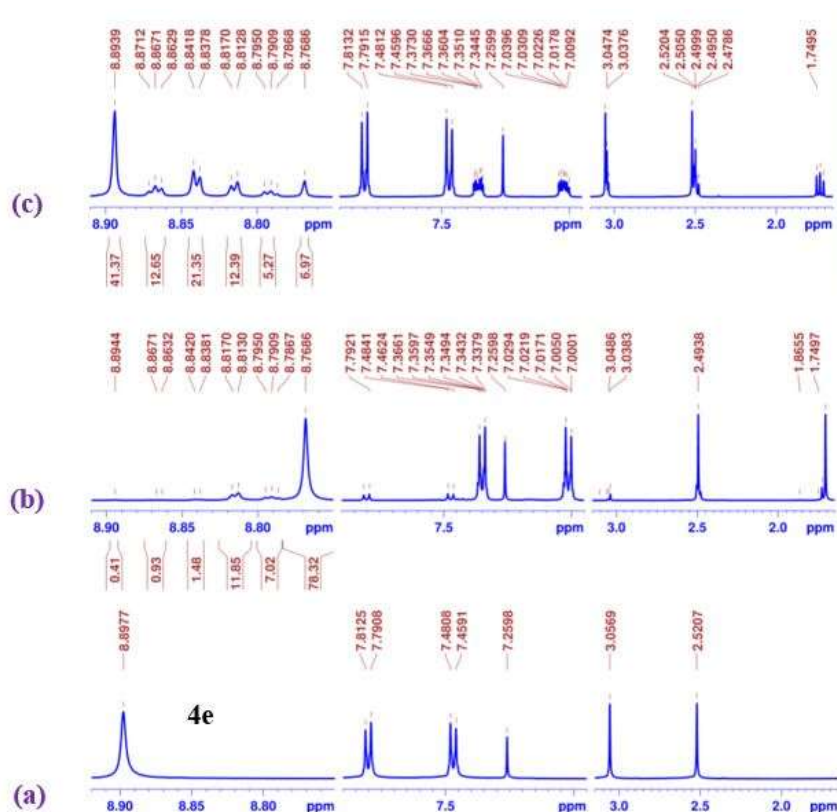 8.8939 8.8712 8.8671 8.8629 8.8418 8.8378 8.8170 8.8128 8.7950 8.7909 8.7868 8.7686 7.8132 7.7915 7.4812 7.4596 7.3730 7.3666 7.3604 7.3510 7.3445 7.2599 7.0396 7.0309 7.0226 7.0178 7.0092 3.0474 3.0376 2.5204 2.5050 2.4999 2.4950 2.4786 1.7495
(c)
8.90 8.85 8.80 ppm 7.5 ppm 3.0 2.5 2.0 ppm
41.37 12.65 21.35 12.39 5.27 6.97
8.8944 8.8671 8.8632 8.8420 8.8381 8.8170 8.8130 8.7950 8.7909 8.7867 8.7686 7.7921 7.4841 7.4624 7.3661 7.3597 7.3549 7.3494 7.3432 7.3379 7.2598 7.0294 7.0219 7.0171 7.0050 7.0001 3.0486 3.0383 2.4938 1.8655 1.7497
(b)
8.90 8.85 8.80 ppm 7.5 ppm 3.0 2.5 2.0 ppm
0.41 0.93 1.48 11.85 7.02 78.32
8.8977 7.8125 7.7908 7.4808 7.4591 7.2598 3.0569 2.5207
4e
(a)
8.90 8.80 ppm 7.5 ppm 3.0 2.5 2.0 ppm